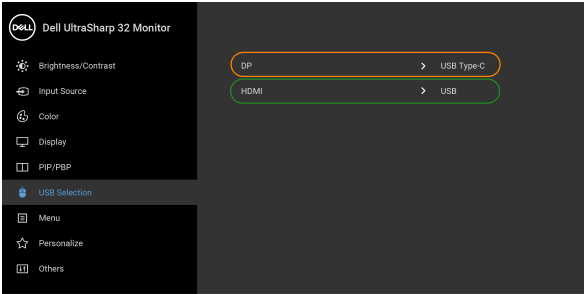 DELL
Dell UltraSharp 32 Monitor
Brightness/Contrast
Input Source
Color
Display
PIP/PBP
USB Selection
Menu
Personalize
Others
DP > USB Type-C
HDMI > USB